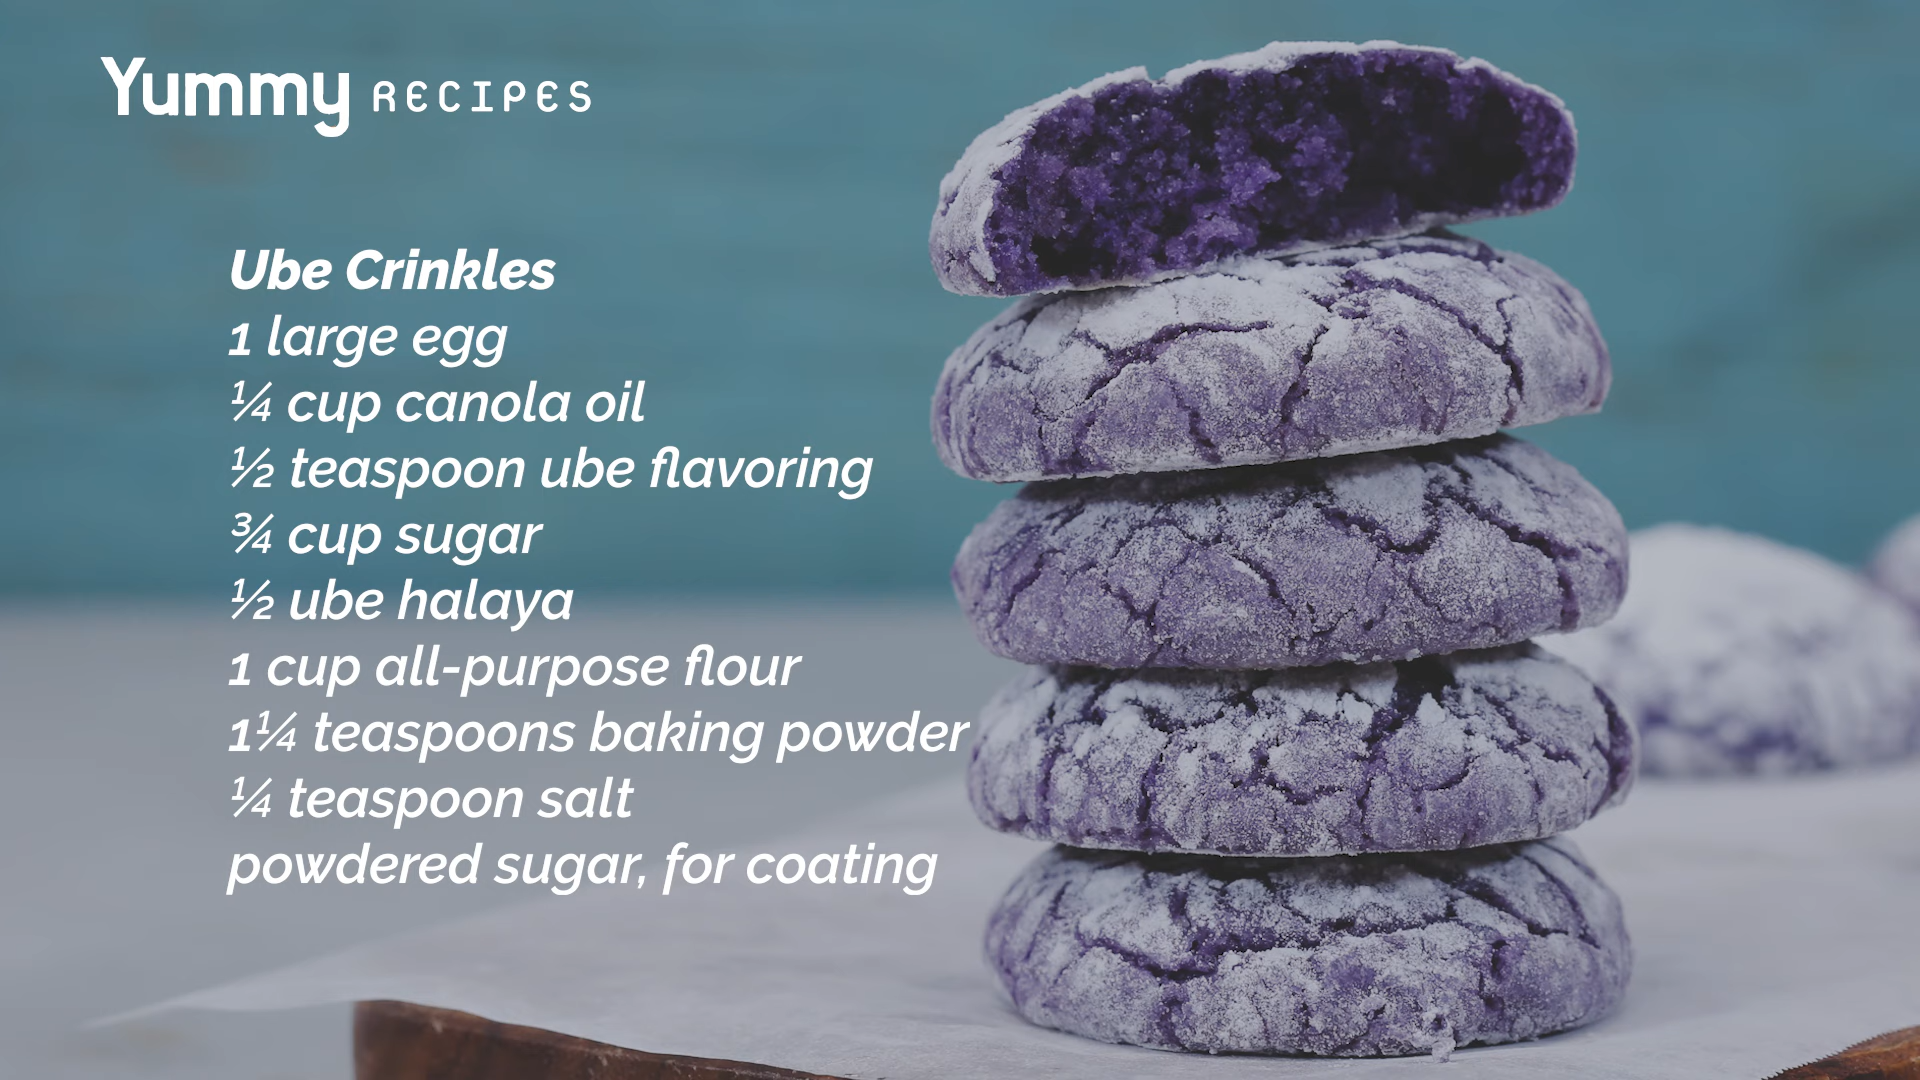 Yummy RECIPES
Ube Crinkles
1 large egg
¼ cup canola oil
½ teaspoon ube flavoring
¾ cup sugar
½ ube halaya
1 cup all-purpose flour
1¼ teaspoons baking powder
¼ teaspoon salt
powdered sugar, for coating